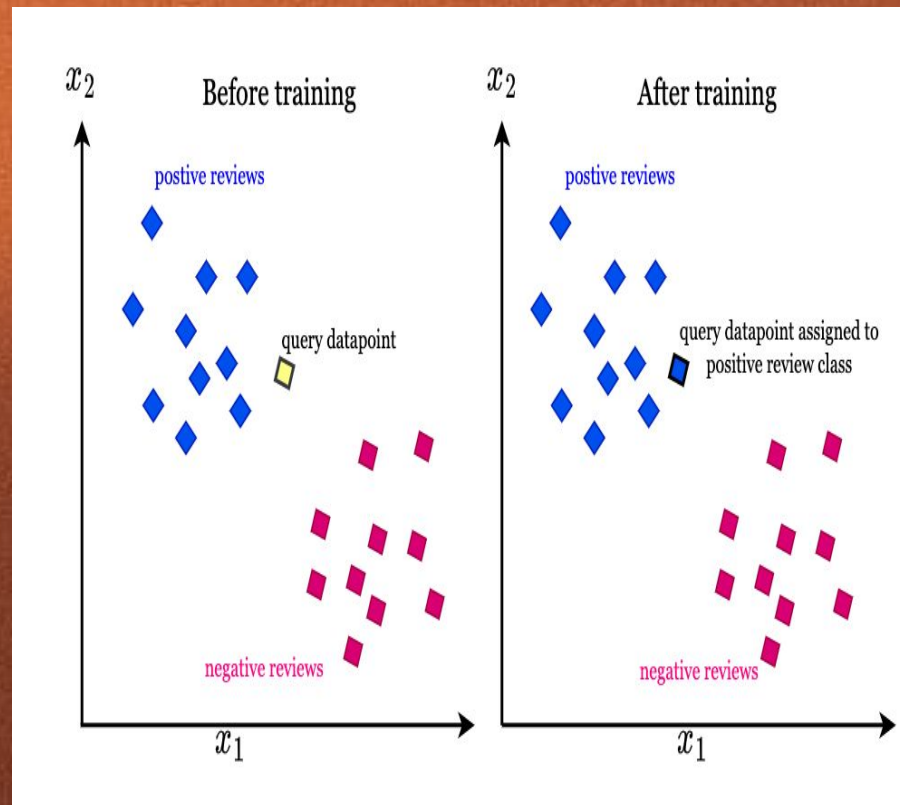 x2
Before training
postive reviews
query datapoint
negative reviews
x1
x2
After training
postive reviews
query datapoint assigned to
positive review class
negative reviews
x1